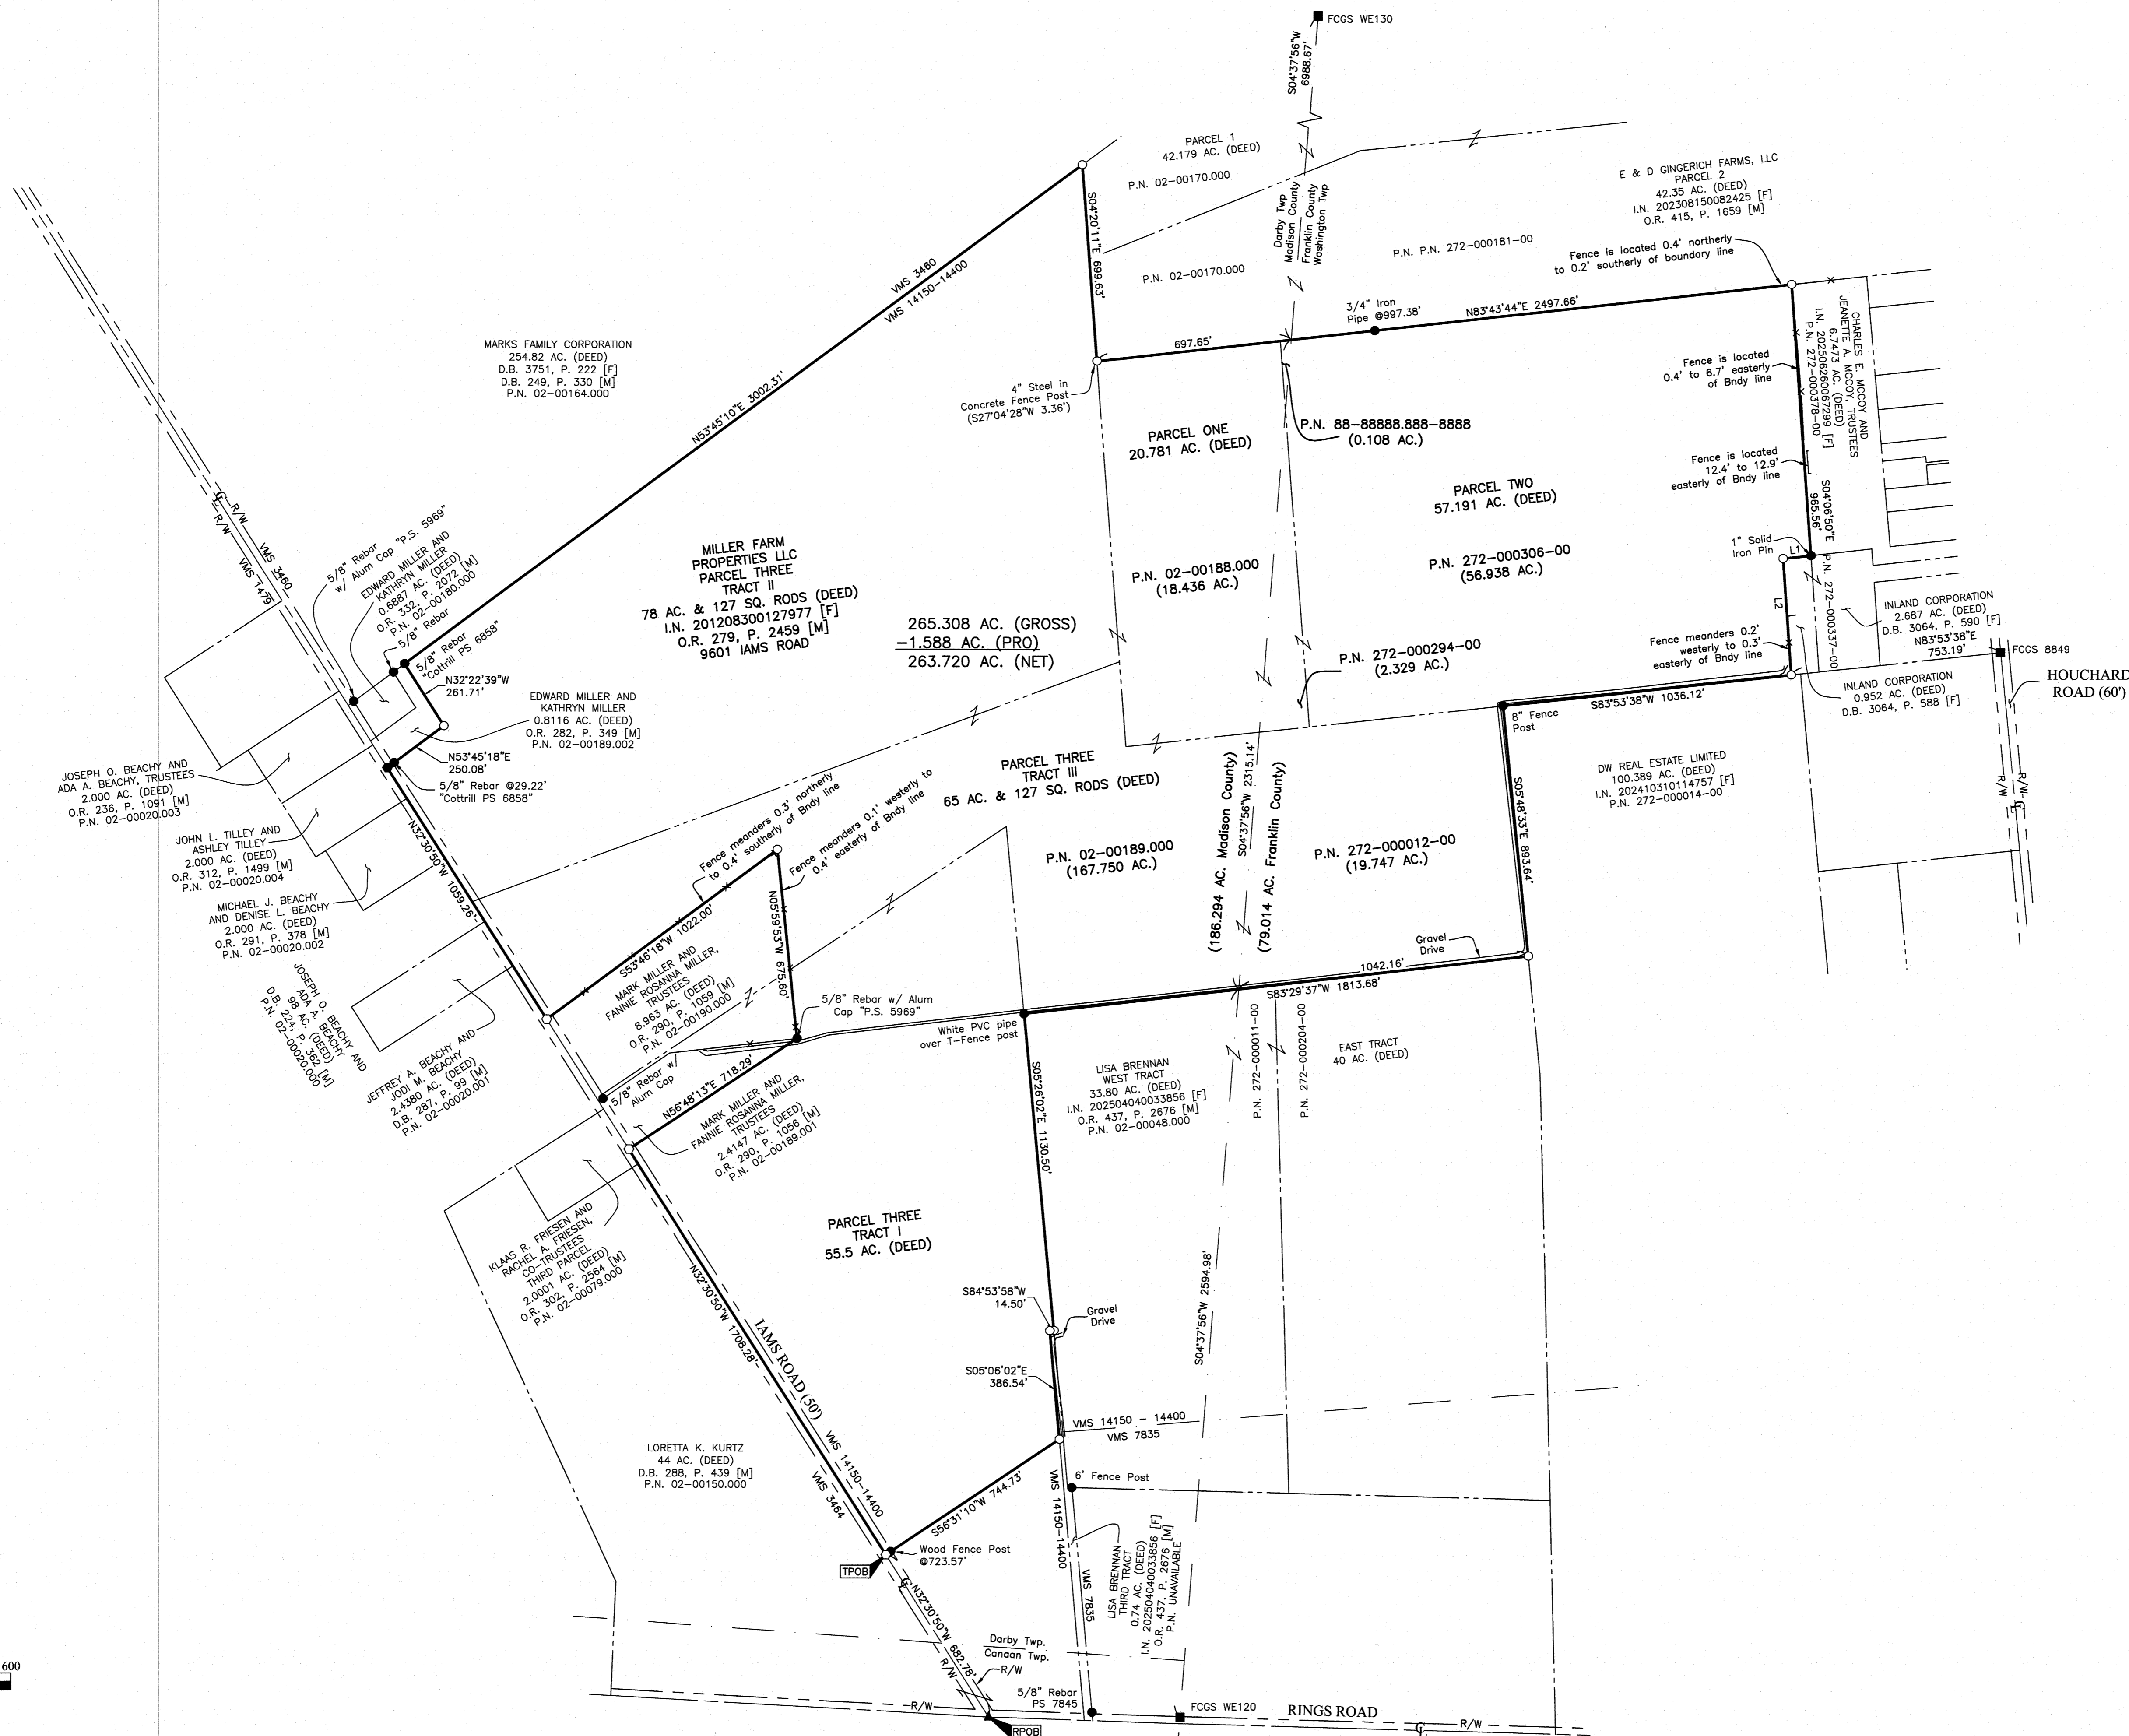 FCGS WE130
S04°37'56"W
6988.67'
PARCEL 1
42.179 AC. (DEED)
P.N. 02-00170.000
Darby Twp
Madison County
Franklin County
Washington Twp
E & D GINGERICH FARMS, LLC
PARCEL 2
42.35 AC. (DEED)
I.N. 202308150082425 [F]
O.R. 415, P. 1659 [M]
P.N. P.N. 272-000181-00
Fence is located 0.4' northerly
to 0.2' southerly of boundary line
S04°20'11"E 699.63'
P.N. 02-00170.000
3/4" Iron
Pipe @997.38'
N83°43'44"E 2497.66'
697.65'
VMS 3460
VMS 14150-14400
N53°45'10"E 3002.31'
MARKS FAMILY CORPORATION
254.82 AC. (DEED)
D.B. 3751, P. 222 [F]
D.B. 249, P. 330 [M]
P.N. 02-00164.000
4" Steel in
Concrete Fence Post
(S27°04'28"W 3.36')
CHARLES E. MCCOY AND
JEANETTE A. MCCOY, TRUSTEES
6.7473 AC. (DEED)
I.N. 202506260067299 [F]
P.N. 272-000378-00
Fence is located
0.4' to 6.7' easterly
of Bndy line
Fence is located
12.4' to 12.9'
easterly of Bndy line
S04°06'50"E
965.56'
PARCEL ONE
20.781 AC. (DEED)
P.N. 88-88888.888-8888
(0.108 AC.)
PARCEL TWO
57.191 AC. (DEED)
1" Solid
Iron Pin
L1
L2
P.N. 272-000337-00
P.N. 02-00188.000
(18.436 AC.)
P.N. 272-000306-00
(56.938 AC.)
INLAND CORPORATION
2.687 AC. (DEED)
D.B. 3064, P. 590 [F]
N83°53'38"E
753.19'
FCGS 8849
HOUCHARD
ROAD (60')
Fence meanders 0.2'
westerly to 0.3'
easterly of Bndy line
INLAND CORPORATION
0.952 AC. (DEED)
D.B. 3064, P. 588 [F]
R/W
R/W
℄
℄
R/W
R/W
VMS 3460
VMS 1479
5/8" Rebar
w/ Alum Cap "P.S. 5969"
EDWARD MILLER AND
KATHRYN MILLER
0.6887 AC. (DEED)
O.R. 332, P. 2072 [M]
P.N. 02-00180.000
5/8" Rebar
5/8" Rebar
"Cottrill PS 6858"
N32°22'39"W
261.71'
MILLER FARM
PROPERTIES LLC
PARCEL THREE
TRACT II
78 AC. & 127 SQ. RODS (DEED)
I.N. 201208300127977 [F]
O.R. 279, P. 2459 [M]
9601 IAMS ROAD
265.308 AC. (GROSS)
-1.588 AC. (PRO)
263.720 AC. (NET)
P.N. 272-000294-00
(2.329 AC.)
S83°53'38"W 1036.12'
8" Fence
Post
EDWARD MILLER AND
KATHRYN MILLER
0.8116 AC. (DEED)
O.R. 282, P. 349 [M]
P.N. 02-00189.002
N53°45'18"E
250.08'
5/8" Rebar @29.22'
"Cottrill PS 6858"
JOSEPH O. BEACHY AND
ADA A. BEACHY, TRUSTEES
2.000 AC. (DEED)
O.R. 236, P. 1091 [M]
P.N. 02-00020.003
JOHN L. TILLEY AND
ASHLEY TILLEY
2.000 AC. (DEED)
O.R. 312, P. 1499 [M]
P.N. 02-00020.004
MICHAEL J. BEACHY
AND DENISE L. BEACHY
2.000 AC. (DEED)
O.R. 291, P. 378 [M]
P.N. 02-00020.002
N32°30'50"W 1059.26'
PARCEL THREE
TRACT III
65 AC. & 127 SQ. RODS (DEED)
DW REAL ESTATE LIMITED
100.389 AC. (DEED)
I.N. 202410310114757 [F]
P.N. 272-000014-00
Fence meanders 0.3' northerly
to 0.4' southerly of Bndy line
Fence meanders 0.1' westerly to
0.4' easterly of Bndy line
P.N. 02-00189.000
(167.750 AC.)
(186.294 AC. Madison County)
S04°37'56"W 2315.14'
(79.014 AC. Franklin County)
P.N. 272-000012-00
(19.747 AC.)
S05°48'33"E 893.64'
Gravel
Drive
1042.16'
S83°29'37"W 1813.68'
S53°46'18"W 1022.00'
N05°59'53"W 675.60'
MARK MILLER AND
FANNIE ROSANNA MILLER,
TRUSTEES
8.963 AC. (DEED)
O.R. 290, P. 1059 [M]
P.N. 02-00190.000
5/8" Rebar w/ Alum
Cap "P.S. 5969"
White PVC pipe
over T-Fence post
JOSEPH O. BEACHY AND
ADA A. BEACHY
98 AC. (DEED)
D.B. 224, P. 362 [M]
P.N. 02-00020.000
JEFFREY A. BEACHY AND
JODI M. BEACHY
2.4380 AC. (DEED)
D.B. 287, P. 99 [M]
P.N. 02-00020.001
5/8" Rebar w/
Alum Cap
N56°48'13"E 718.29'
MARK MILLER AND
FANNIE ROSANNA MILLER,
TRUSTEES
2.4147 AC. (DEED)
O.R. 290, P. 1056 [M]
P.N. 02-00189.001
LISA BRENNAN
WEST TRACT
33.80 AC. (DEED)
I.N. 202504040033856 [F]
O.R. 437, P. 2676 [M]
P.N. 02-00048.000
P.N. 272-000011-00
P.N. 272-000204-00
EAST TRACT
40 AC. (DEED)
S05°26'02"E 1130.50'
KLAAS R. FRIESEN AND
RACHEL A. FRIESEN,
CO-TRUSTEES
THIRD PARCEL
2.0001 AC. (DEED)
O.R. 302, P. 2564 [M]
P.N. 02-00079.000
PARCEL THREE
TRACT I
55.5 AC. (DEED)
N32°30'50"W 1708.28'
IAMS ROAD (50')
S84°53'58"W
14.50'
Gravel
Drive
S05°06'02"E
386.54'
S04°37'56"W 2594.98'
VMS 14150 - 14400
VMS 7835
VMS 14150-14400
VMS 3464
LORETTA K. KURTZ
44 AC. (DEED)
D.B. 288, P. 439 [M]
P.N. 02-00150.000
S56°31'10"W 744.73'
6' Fence Post
VMS 14150-14400
VMS 7835
LISA BRENNAN
THIRD TRACT
0.74 AC. (DEED)
I.N. 202504040033856 [F]
O.R. 437, P. 2676 [M]
P.N. UNAVAILABLE
Wood Fence Post
@723.57'
TPOB
℄
N32°30'50"W 682.78'
R/W
Darby Twp.
Canaan Twp.
R/W
5/8" Rebar
PS 7845
FCGS WE120
RINGS ROAD
R/W
R/W
℄
RPOB
600